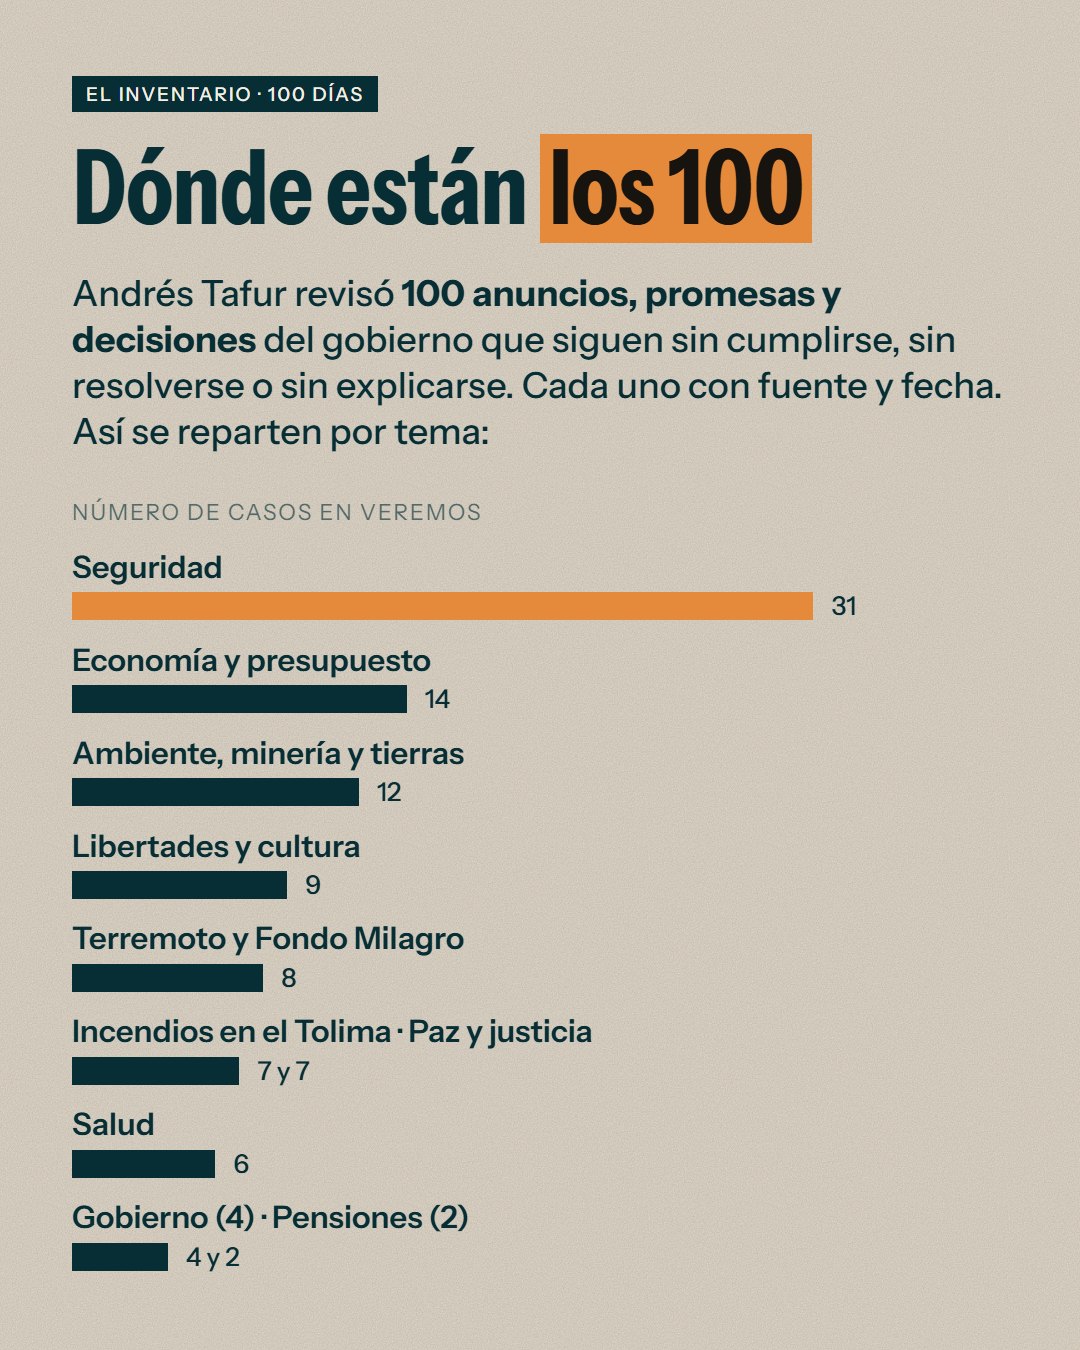 EL INVENTARIO · 100 DÍAS
Dónde están los 100
Andrés Tafur revisó 100 anuncios, promesas y
decisiones del gobierno que siguen sin cumplirse, sin
resolverse o sin explicarse. Cada uno con fuente y fecha.
Así se reparten por tema:
NÚMERO DE CASOS EN VEREMOS
Seguridad
31
Economía y presupuesto
14
Ambiente, minería y tierras
12
Libertades y cultura
9
Terremoto y Fondo Milagro
8
Incendios en el Tolima · Paz y justicia
7 y 7
Salud
6
Gobierno (4) · Pensiones (2)
4 y 2